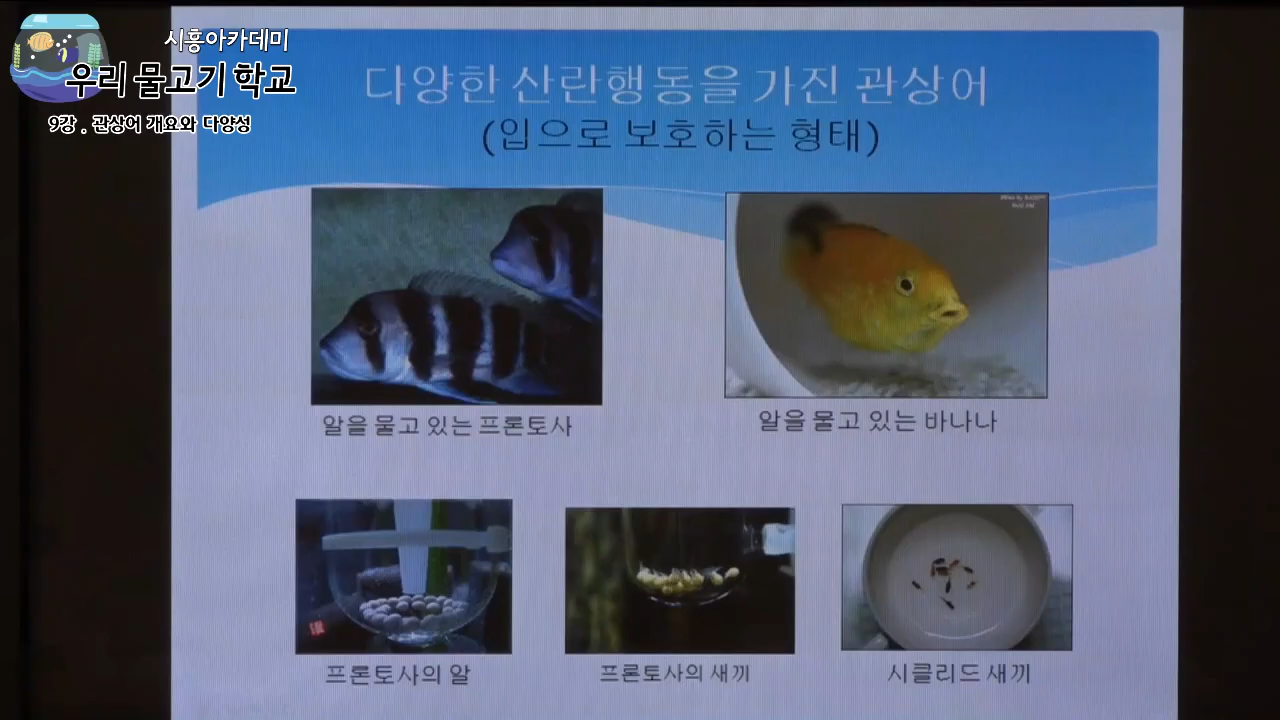 시흥아카데미
우리 물고기 학교
9강 . 관상어 개요와 다양성
다양한 산란행동을 가진 관상어
(입으로 보호하는 형태)
알을 물고 있는 프론토사
알을 물고 있는 바나나
프론토사의 알
프론토사의 새끼
시클리드 새끼